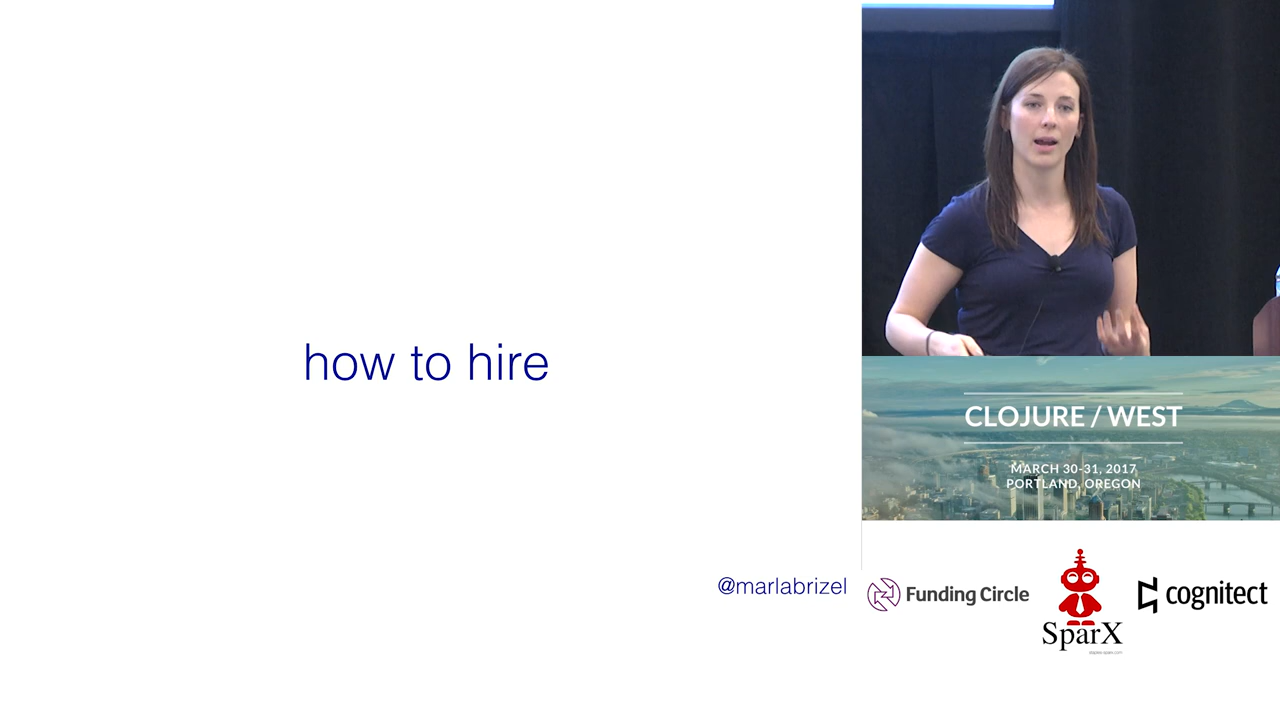 how to hire
@marlabrizel
CLOJURE / WEST
MARCH 30-31, 2017
PORTLAND, OREGON
Funding Circle
SparX
cognitect